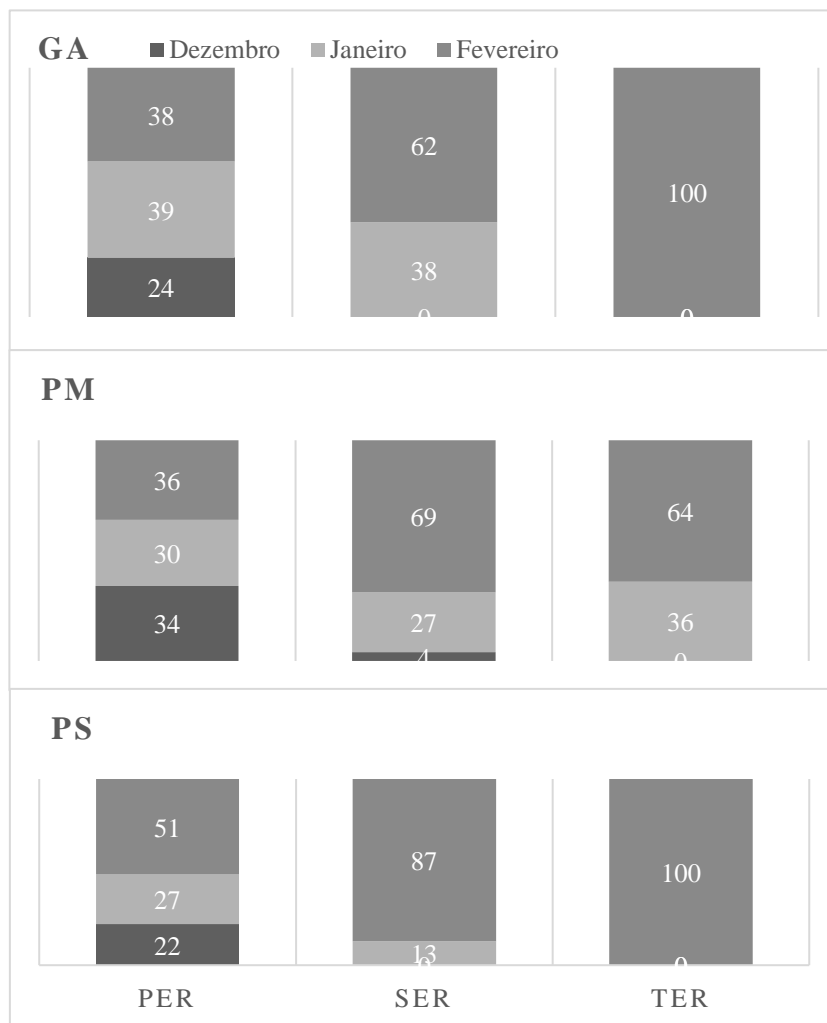 GA
Dezembro Janeiro Fevereiro
38 62 100
39 38
24 0 0
PM
36 69 64
30 27 36
34 4 0
PS
51 87 100
27 13
22 0 0
PER SER TER